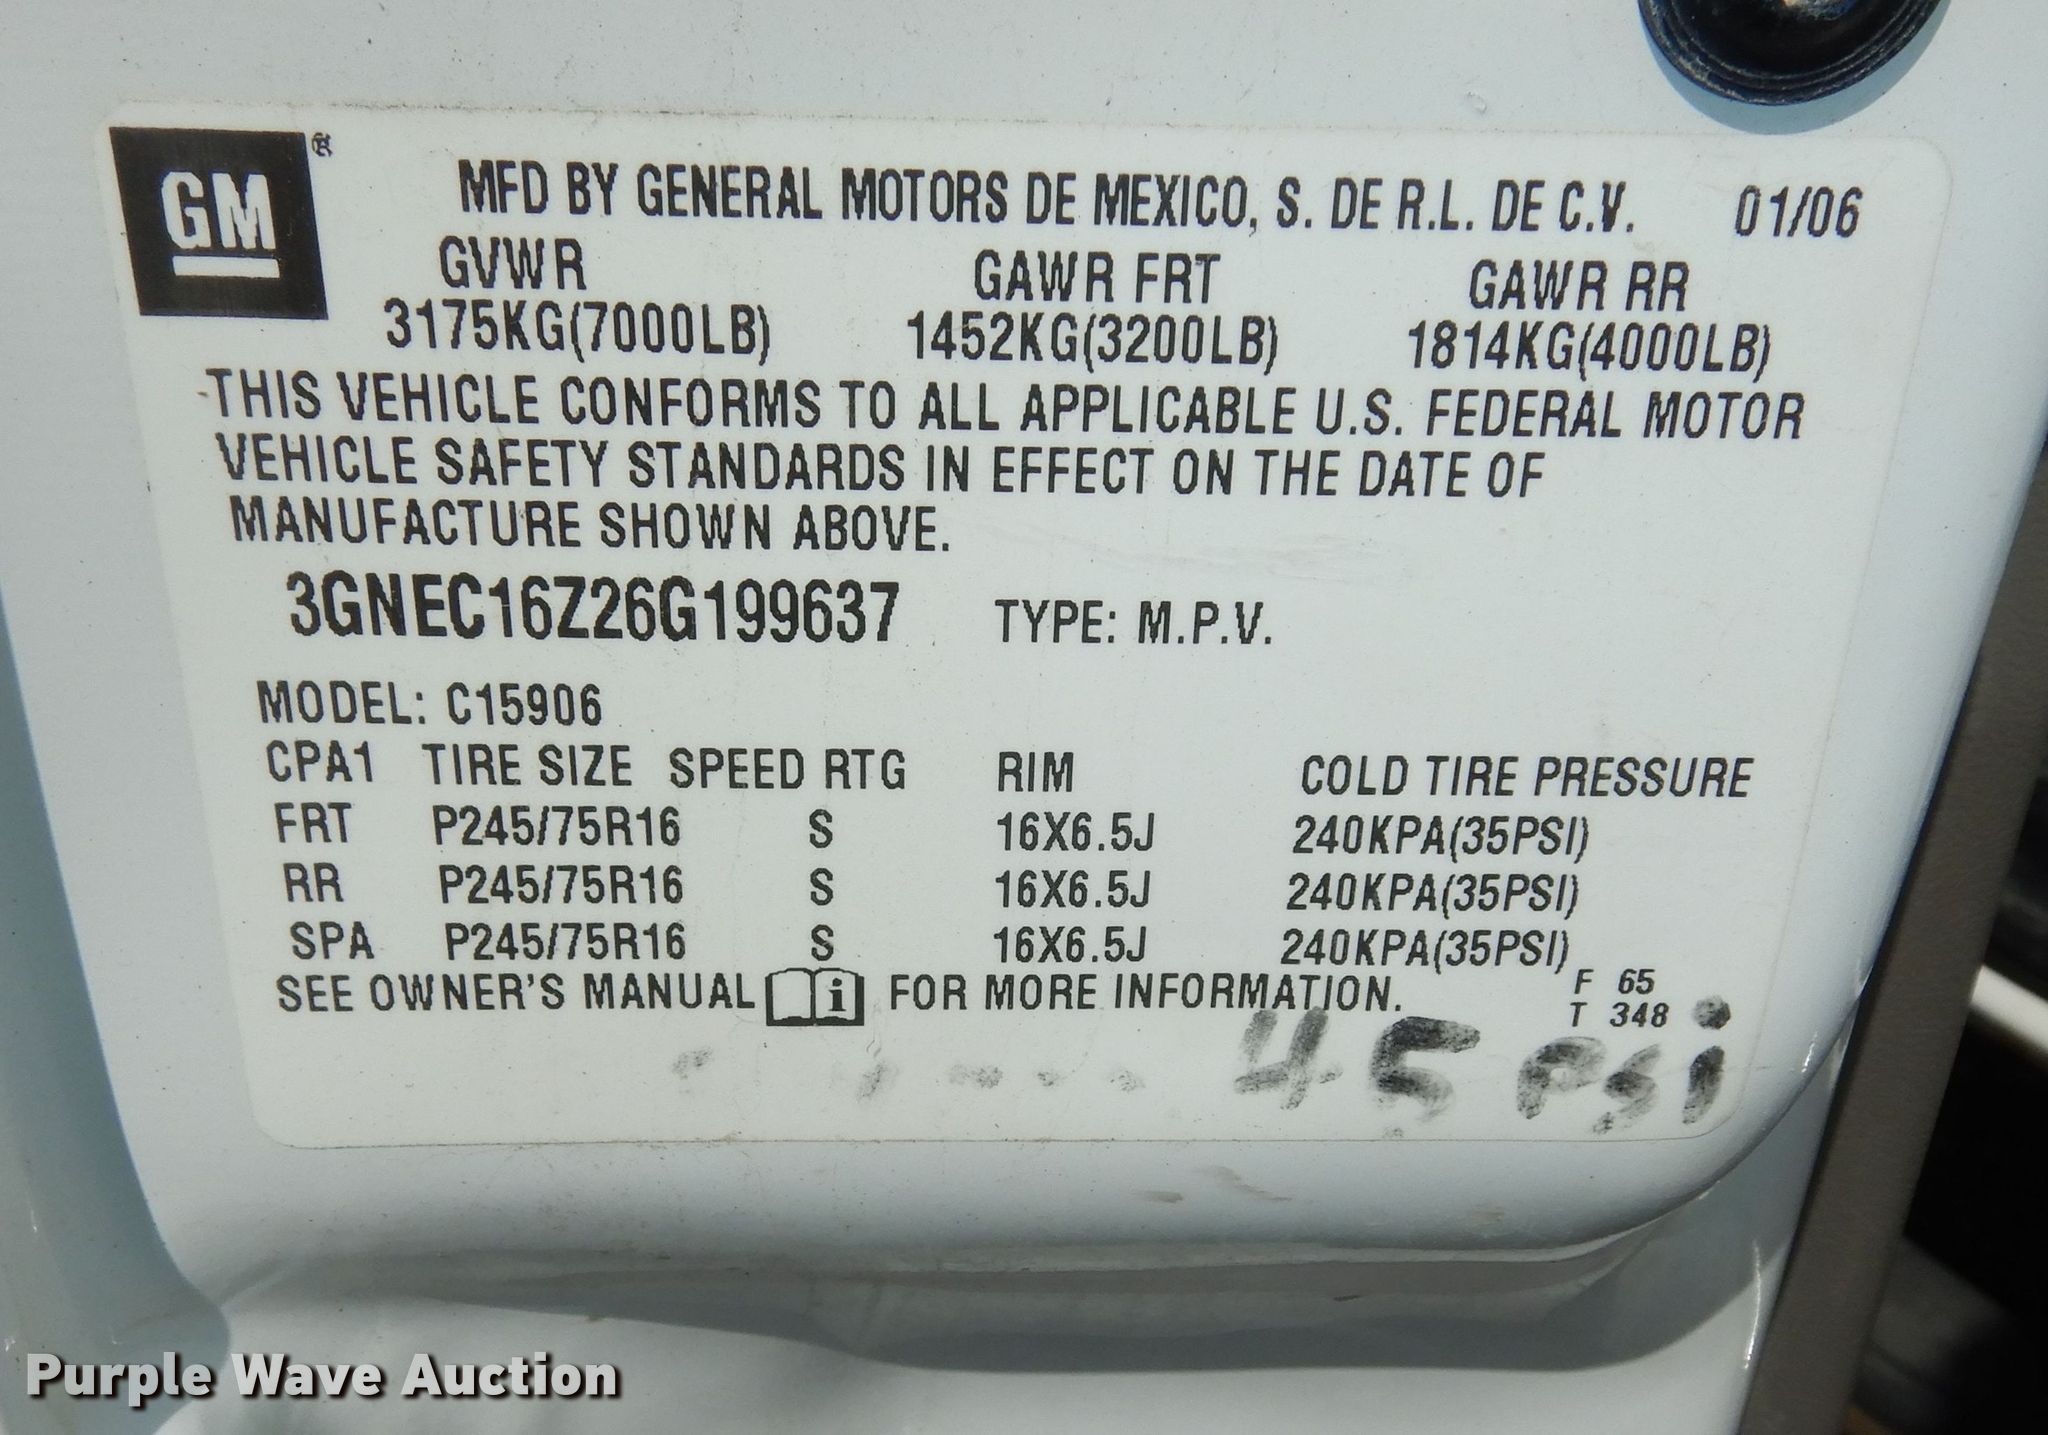 GM ®
MFD BY GENERAL MOTORS DE MEXICO, S. DE R.L. DE C.V. 01/06
GVWR GAWR FRT GAWR RR
3175KG(7000LB) 1452KG(3200LB) 1814KG(4000LB)
THIS VEHICLE CONFORMS TO ALL APPLICABLE U.S. FEDERAL MOTOR
VEHICLE SAFETY STANDARDS IN EFFECT ON THE DATE OF
MANUFACTURE SHOWN ABOVE.
3GNEC16Z26G199637 TYPE: M.P.V.
MODEL: C15906
CPA1 TIRE SIZE SPEED RTG RIM COLD TIRE PRESSURE
FRT P245/75R16 S 16X6.5J 240KPA(35PSI)
RR P245/75R16 S 16X6.5J 240KPA(35PSI)
SPA P245/75R16 S 16X6.5J 240KPA(35PSI)
SEE OWNER'S MANUAL i FOR MORE INFORMATION.
F 65
T 348
45 PSi
Purple Wave Auction